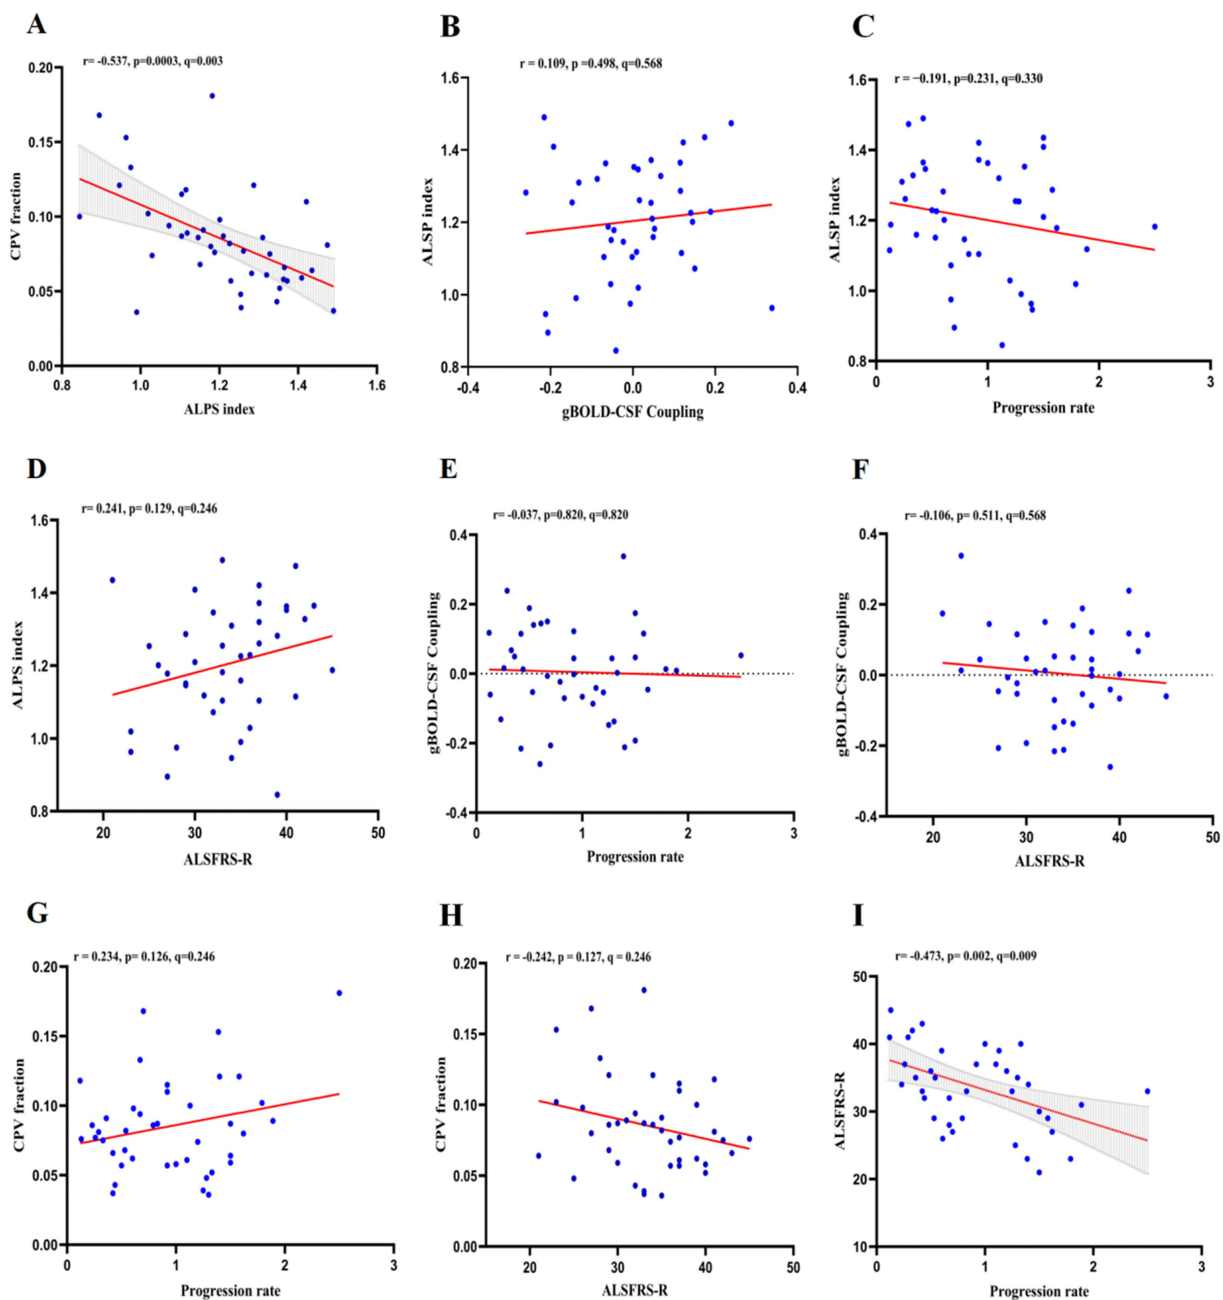 A
r= -0.537, p=0.0003, q=0.003
0.20
0.15
0.10
0.05
0.00
CPV fraction
0.8 1.0 1.2 1.4 1.6
ALPS index
B
r = 0.109, p =0.498, q=0.568
1.6
1.4
1.2
1.0
0.8
ALSP index
-0.4 -0.2 0.0 0.2 0.4
gBOLD-CSF Coupling
C
r = −0.191, p=0.231, q=0.330
1.6
1.4
1.2
1.0
0.8
ALSP index
0 1 2 3
Progression rate
D
r= 0.241, p= 0.129, q=0.246
1.6
1.4
1.2
1.0
0.8
ALPS index
20 30 40 50
ALSFRS-R
E
r= -0.037, p=0.820, q=0.820
0.4
0.2
0.0
-0.2
-0.4
gBOLD-CSF Coupling
0 1 2 3
Progression rate
F
r= -0.106, p= 0.511, q=0.568
0.4
0.2
0.0
-0.2
-0.4
gBOLD-CSF Coupling
20 30 40 50
ALSFRS-R
G
r = 0.234, p= 0.126, q=0.246
0.20
0.15
0.10
0.05
0.00
CPV fraction
0 1 2 3
Progression rate
H
r = -0.242, p = 0.127, q = 0.246
0.20
0.15
0.10
0.05
0.00
CPV fraction
20 30 40 50
ALSFRS-R
I
r= -0.473, p= 0.002, q=0.009
50
40
30
20
10
ALSFRS-R
0 1 2 3
Progression rate